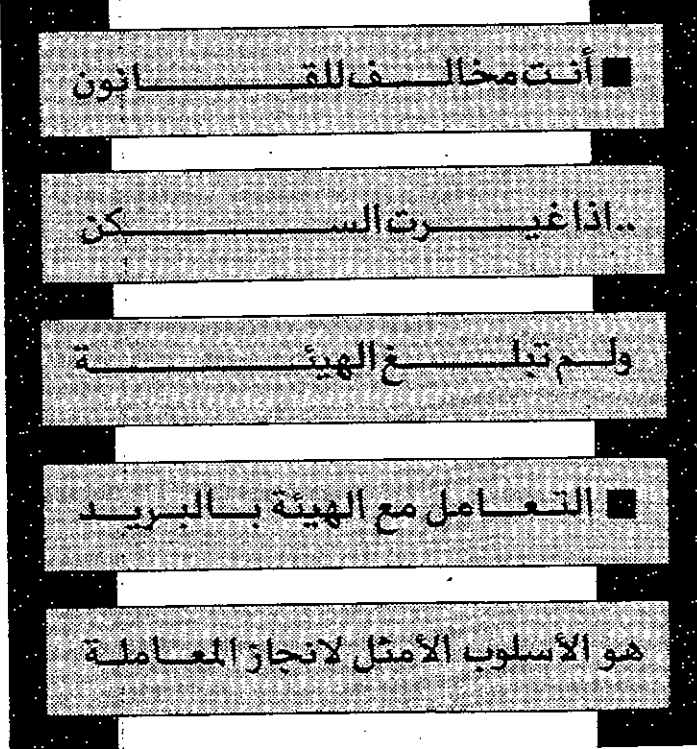 ■ أنت مخالف للقانون
..اذا غيرت السكن
ولم تبلغ الهيئة
■ التعامل مع الهيئة بالبريد
هو الأسلوب الأمثل لانجاز المعاملة